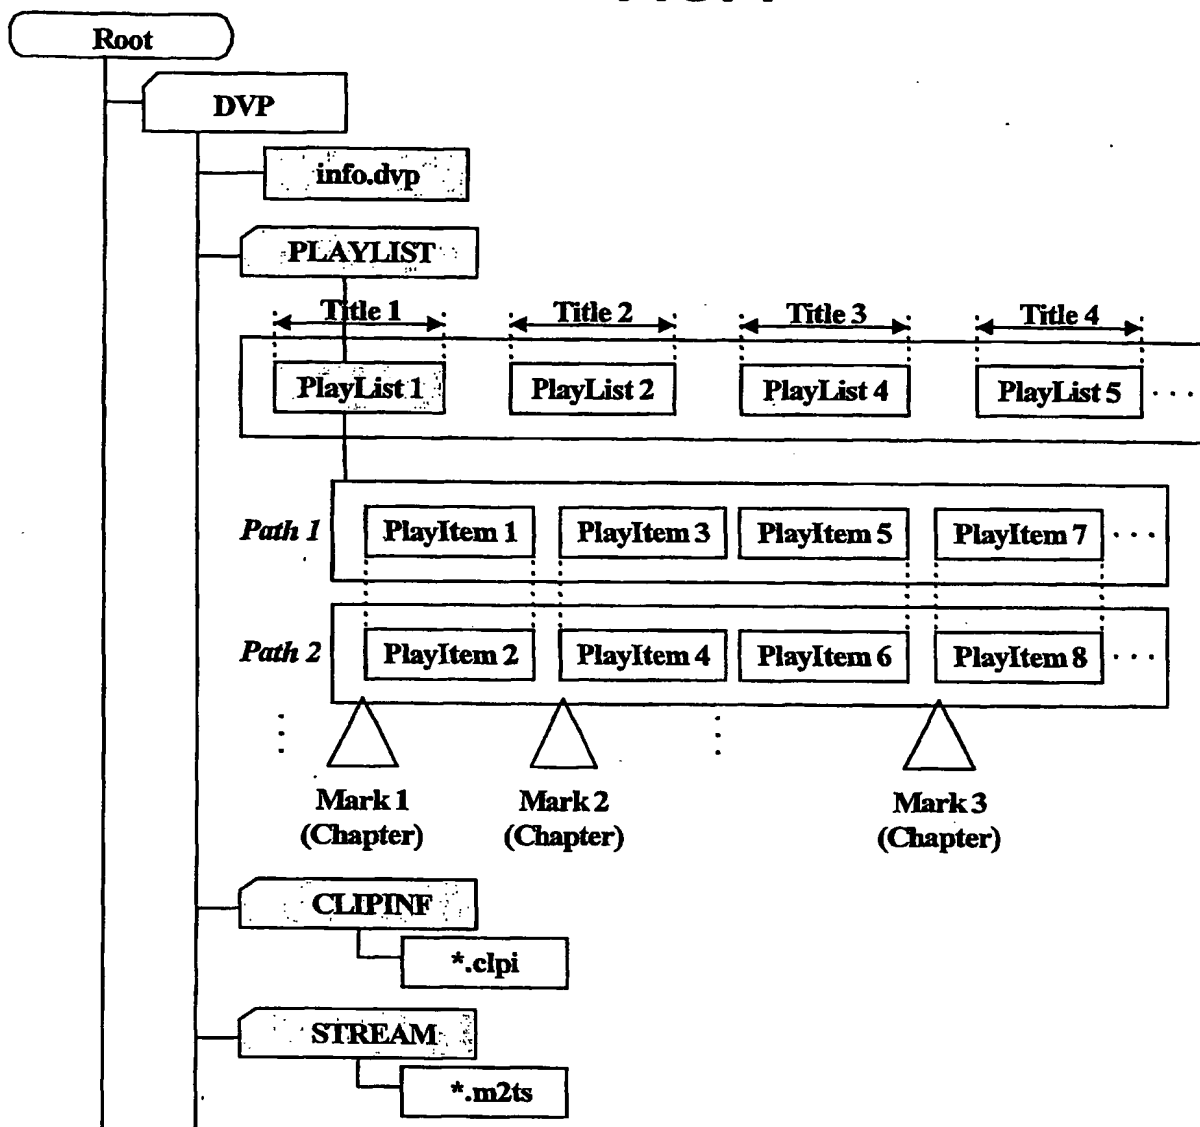 Root
DVP
info.dvp
PLAYLIST
Title 1 Title 2 Title 3 Title 4
PlayList 1 PlayList 2 PlayList 4 PlayList 5 · · ·
Path 1 PlayItem 1 PlayItem 3 PlayItem 5 PlayItem 7 · · ·
Path 2 PlayItem 2 PlayItem 4 PlayItem 6 PlayItem 8 · · ·
Mark 1 Mark 2 Mark 3
(Chapter) (Chapter) (Chapter)
CLIPINF
*.clpi
STREAM
*.m2ts